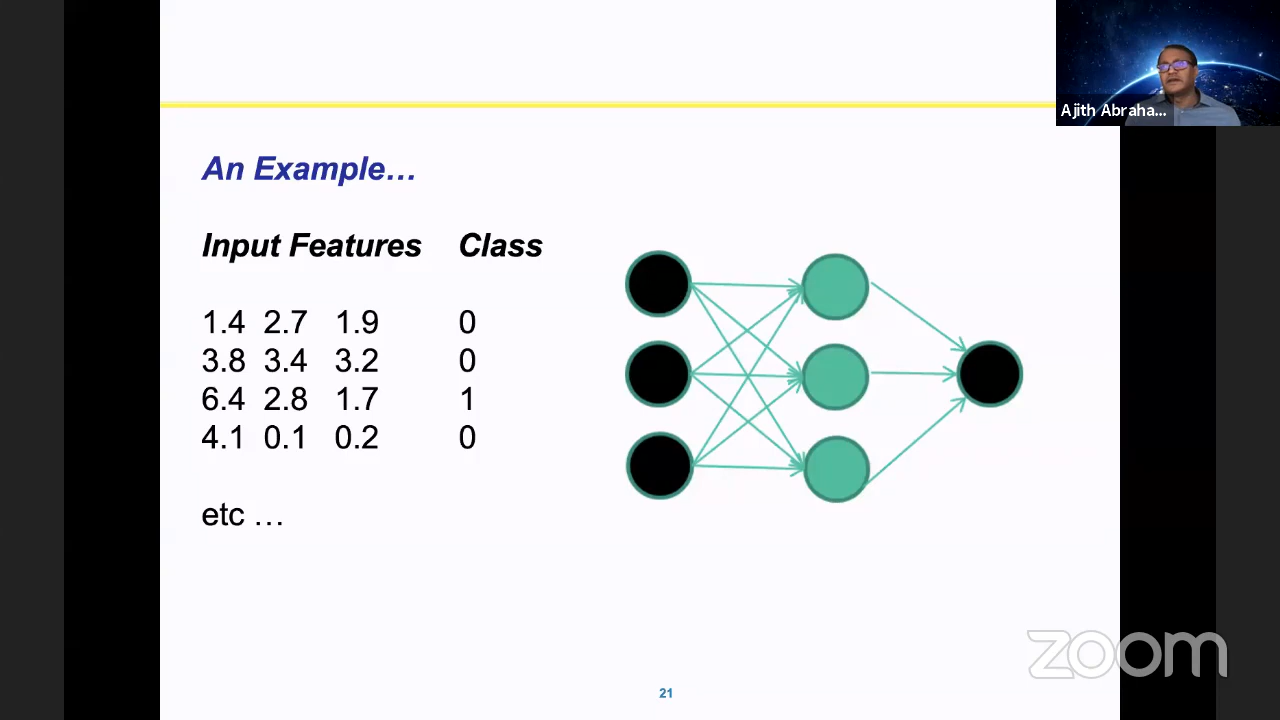 Ajith Abraha...
An Example…
Input Features Class
1.4 2.7 1.9 0
3.8 3.4 3.2 0
6.4 2.8 1.7 1
4.1 0.1 0.2 0
etc …
zoom
21